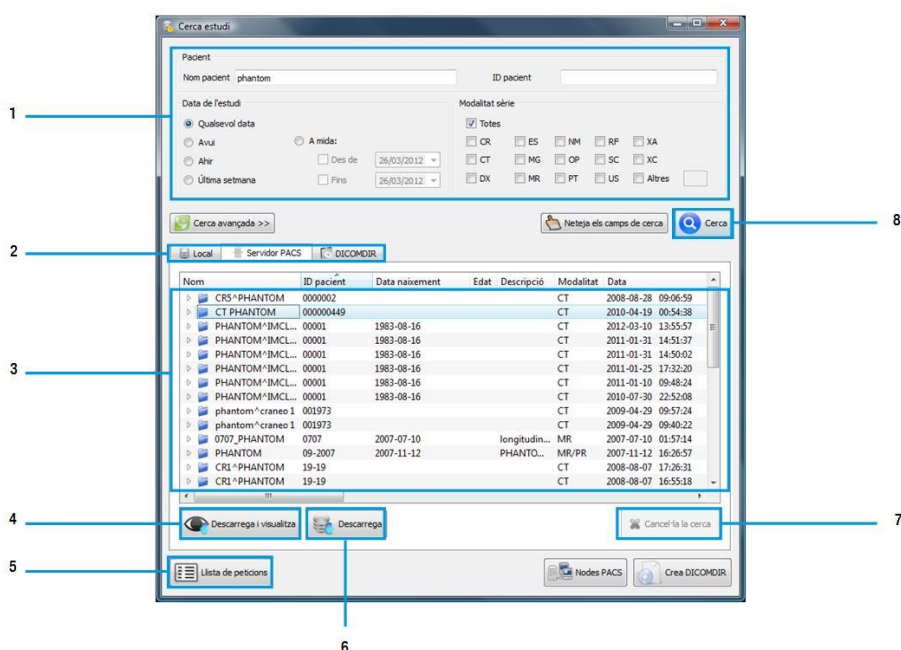 Cerca estudi
Pacient
Nom pacient phantom ID pacient
Data de l'estudi Modalitat sèrie
1
Qualsevol data Totes
Avui A mida: CR ES NM RF XA
Ahir Des de 26/03/2012 CT MG OP SC XC
Última setmana Fins 26/03/2012 DX MR PT US Altres
Cerca avançada >> Neteja els camps de cerca Cerca 8
2 Local Servidor PACS DICOMDIR
Nom ID pacient Data naixement Edat Descripció Modalitat Data
CR5^PHANTOM 0000002 CT 2008-08-28 09:06:59
CT PHANTOM 000000449 CT 2010-04-19 00:54:38
PHANTOM^IMCL... 00001 1983-08-16 CT 2012-03-10 13:55:57
PHANTOM^IMCL... 00001 1983-08-16 CT 2011-01-31 14:51:37
PHANTOM^IMCL... 00001 1983-08-16 CT 2011-01-31 14:50:02
3 PHANTOM^IMCL... 00001 1983-08-16 CT 2011-01-25 17:32:20
PHANTOM^IMCL... 00001 1983-08-16 CT 2011-01-10 09:48:24
PHANTOM^IMCL... 00001 1983-08-16 CT 2010-07-30 22:52:08
phantom^craneo 1 001973 CT 2009-04-29 09:57:24
phantom^craneo 1 001973 CT 2009-04-29 09:40:22
0707_PHANTOM 0707 2007-07-10 longitudin... MR 2007-07-10 01:57:14
PHANTOM 09-2007 2007-11-12 PHANTO... MR/PR 2007-11-12 16:26:57
CR1^PHANTOM 19-19 CT 2008-08-07 17:26:31
CR1^PHANTOM 19-19 CT 2008-08-07 16:55:18
4 Descarrega i visualitza Descarrega Cancel·la la cerca 7
5 Llista de peticions Nodes PACS Crea DICOMDIR
6